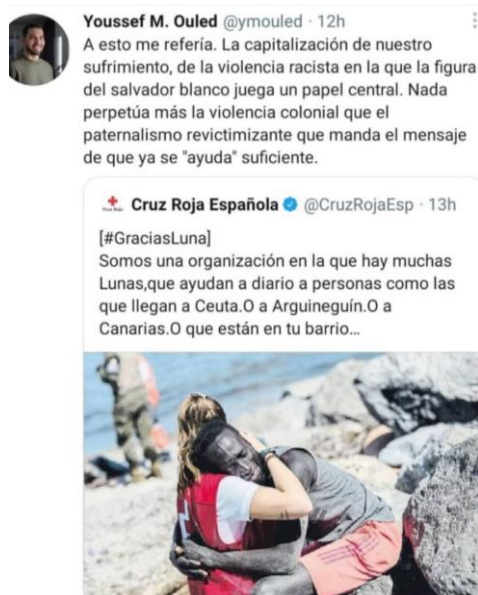 Youssef M. Ouled @ymouled · 12h
A esto me refería. La capitalización de nuestro
sufrimiento, de la violencia racista en la que la figura
del salvador blanco juega un papel central. Nada
perpetúa más la violencia colonial que el
paternalismo revictimizante que manda el mensaje
de que ya se "ayuda" suficiente.
Cruz Roja Española @CruzRojaEsp · 13h
[#GraciasLuna]
Somos una organización en la que hay muchas
Lunas,que ayudan a diario a personas como las
que llegan a Ceuta.O a Arguineguín.O a
Canarias.O que están en tu barrio…